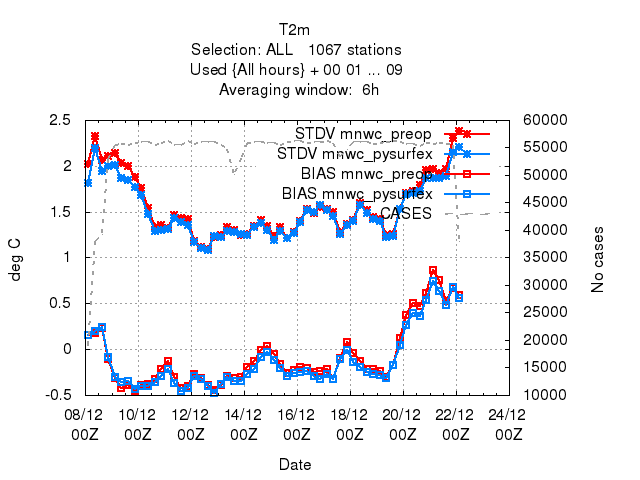 T2m
Selection: ALL   1067 stations
Used {All hours} + 00 01 ... 09
Averaging window:  6h
STDV mnwc_preop
STDV mnwc_pysurfex
BIAS mnwc_preop
BIAS mnwc_pysurfex
CASES
deg C
2.5
2
1.5
1
0.5
0
-0.5
No cases
60000
55000
50000
45000
40000
35000
30000
25000
20000
15000
10000
08/12 10/12 12/12 14/12 16/12 18/12 20/12 22/12 24/12
00Z 00Z 00Z 00Z 00Z 00Z 00Z 00Z 00Z
Date